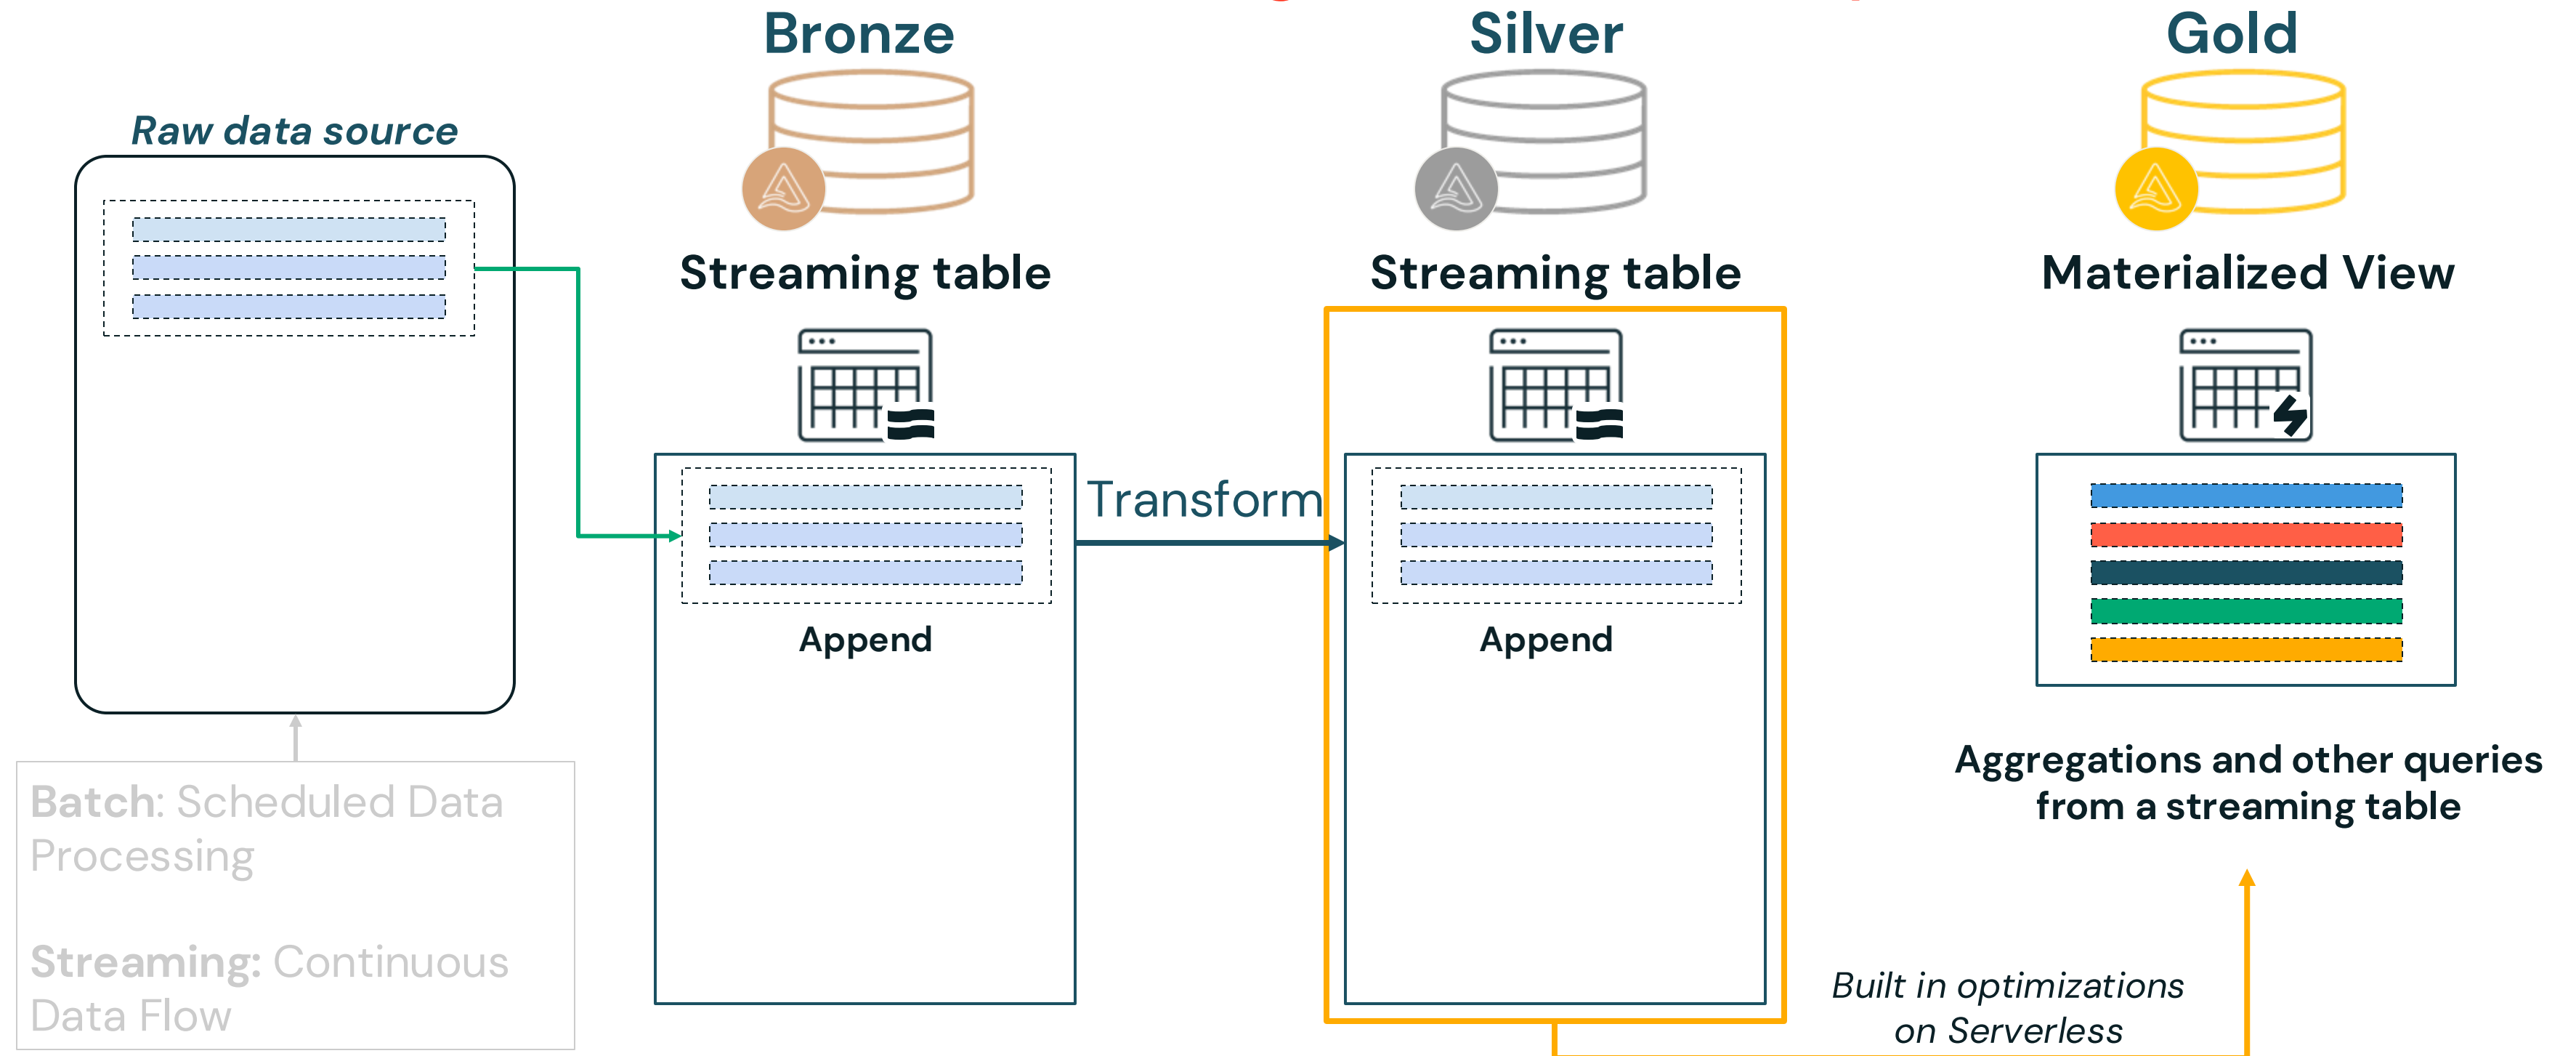 Bronze
Silver
Gold
Raw data source
Streaming table
Streaming table
Materialized View
Transform
Append
Append
Aggregations and other queries
from a streaming table
Batch: Scheduled Data
Processing
Streaming: Continuous
Data Flow
Built in optimizations
on Serverless